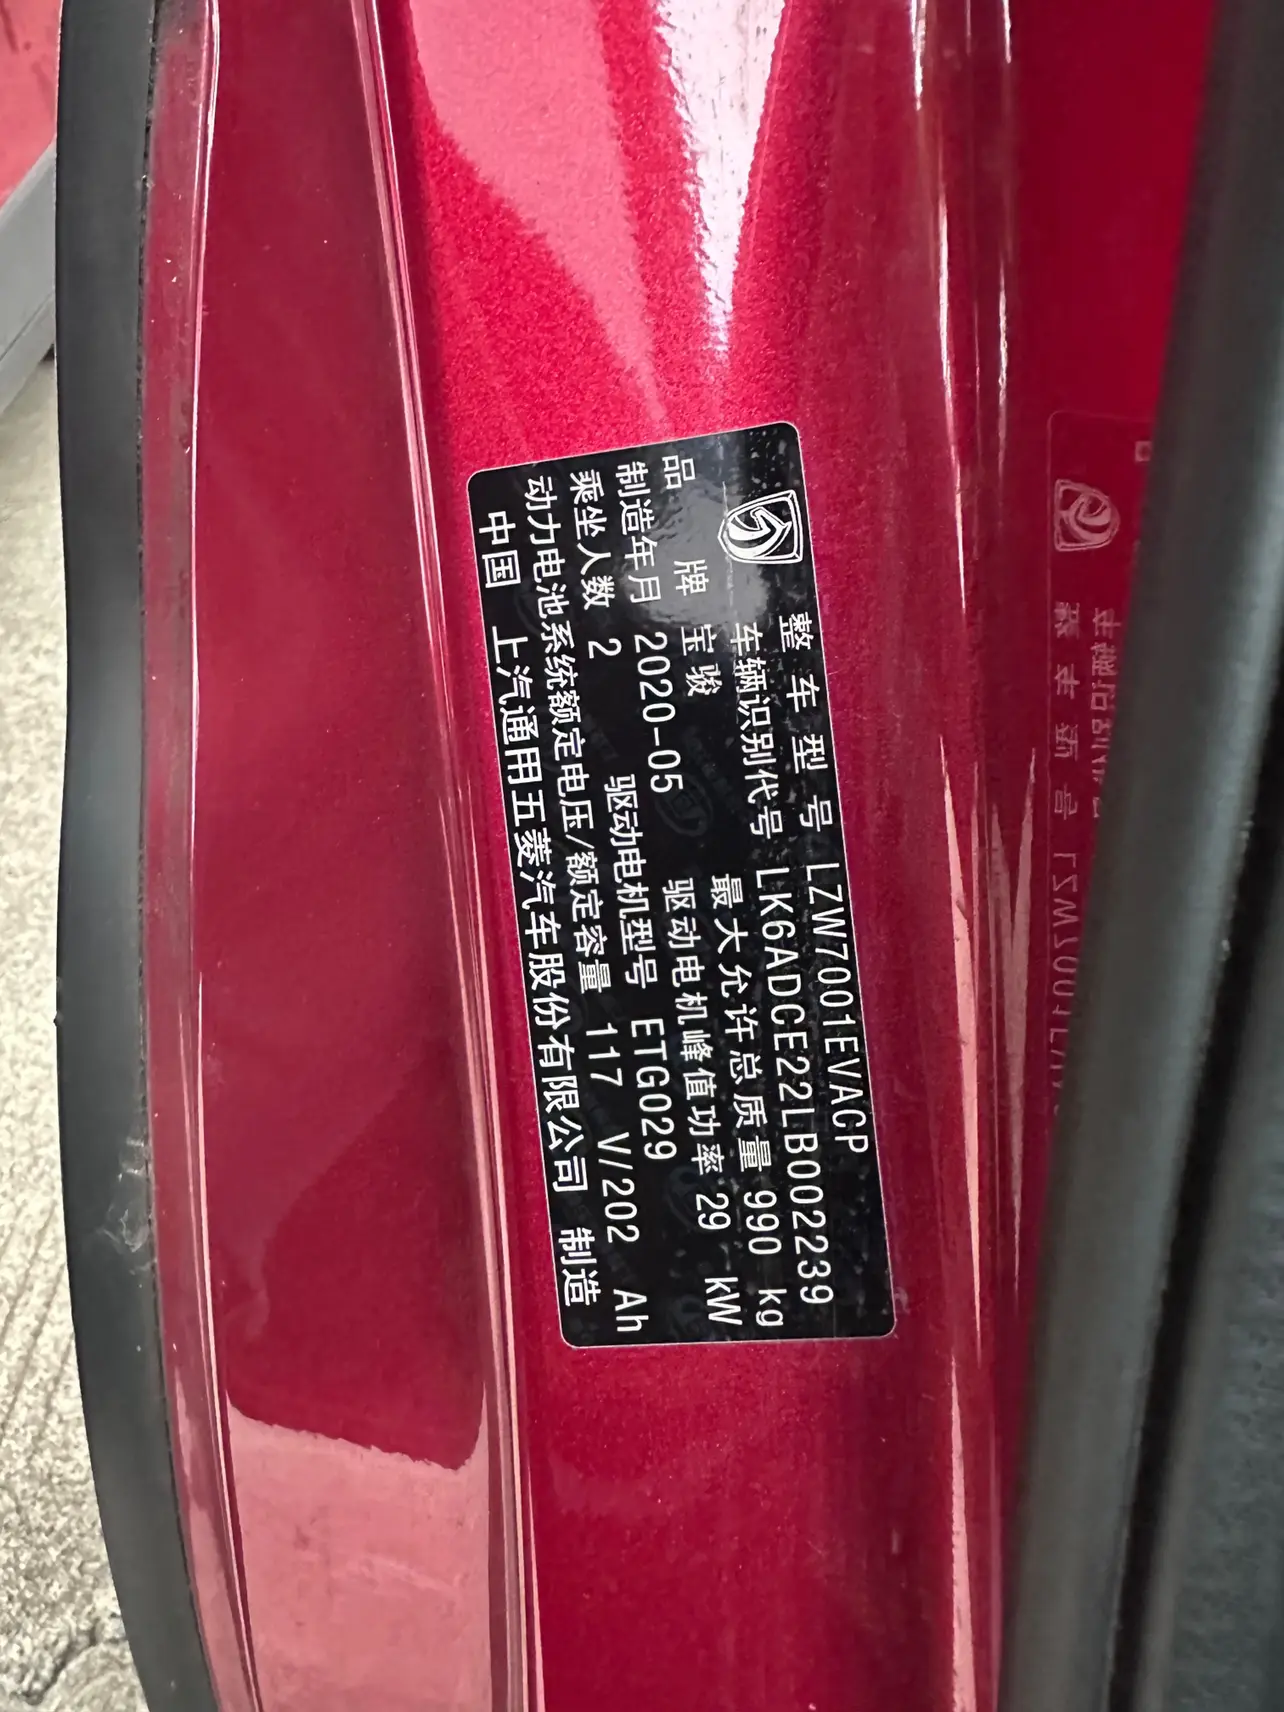 整车型号 LZW7001EVACP
车辆识别代号 LK6ADCE22LB002239
品牌 宝骏 最大允许总质量 990 kg
制造年月 2020-05 驱动电机峰值功率 29 kW
乘坐人数 2 驱动电机型号 ETG029
动力电池系统额定电压/额定容量 117 V/202 Ah
中国 上汽通用五菱汽车股份有限公司 制造